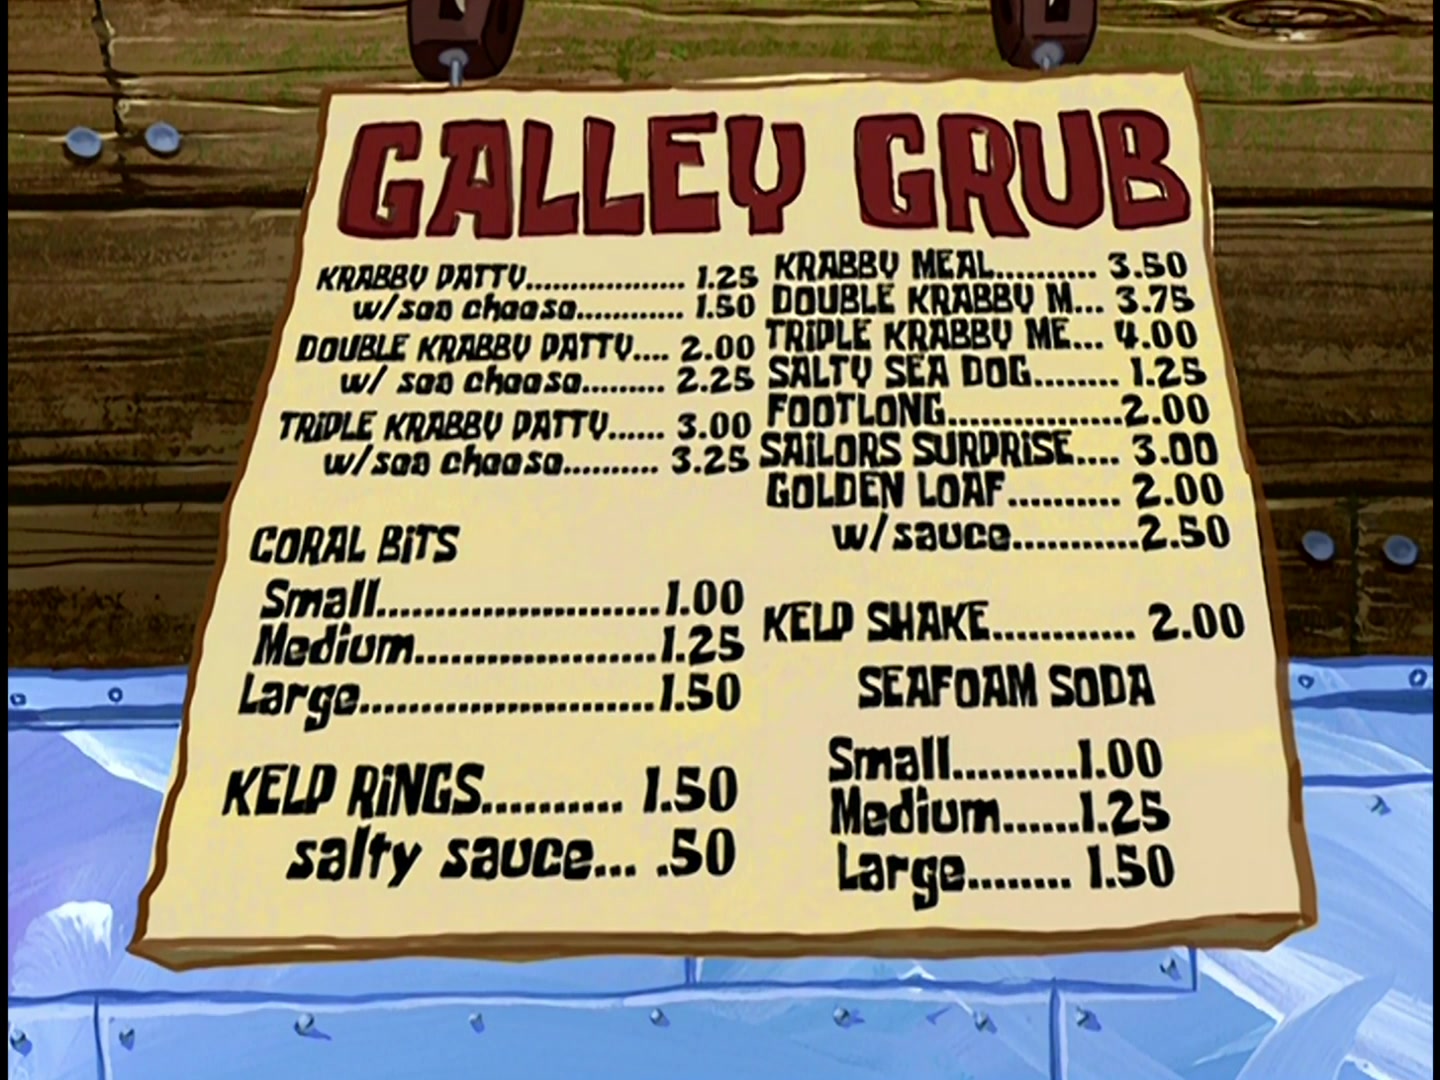 GALLEY GRUB
KRABBY PATTY................... 1.25
w/sea cheese............ 1.50
DOUBLE KRABBY PATTY.... 2.00
w/ sea cheese......... 2.25
TRIPLE KRABBY PATTY...... 3.00
w/sea cheese.......... 3.25
CORAL BiTS
Small..........................1.00
Medium......................1.25
Large...........................1.50
KELP RiNGS.......... 1.50
salty sauce... .50
KRABBY MEAL.......... 3.50
DOUBLE KRABBY M... 3.75
TRIPLE KRABBY ME... 4.00
SALTY SEA DOG........ 1.25
FOOTLONG.................2.00
SAILORS SURPRISE.... 3.00
GOLDEN LOAF........... 2.00
w/sauce............2.50
KELP SHAKE............. 2.00
SEAFOAM SODA
Small..........1.00
Medium......1.25
Large........ 1.50